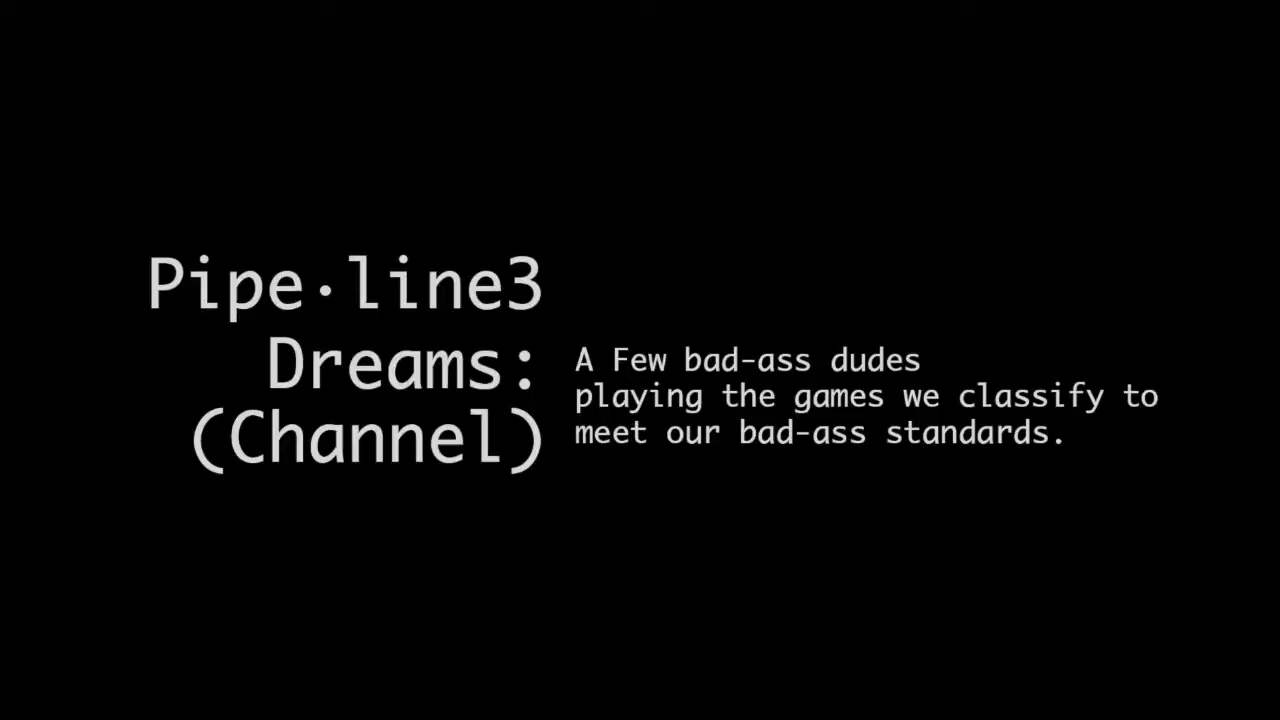 Pipe·line3
Dreams:
(Channel)
A Few bad-ass dudes
playing the games we classify to
meet our bad-ass standards.